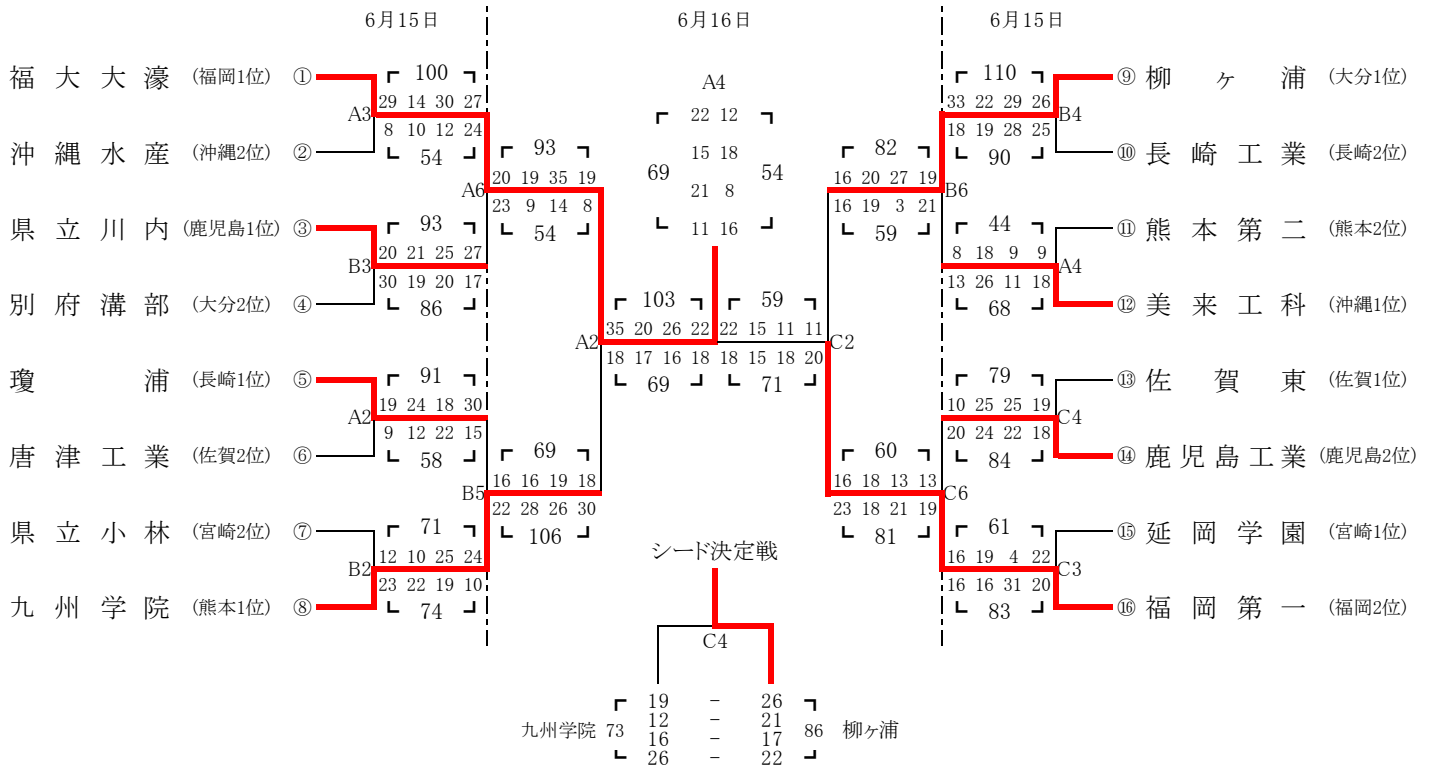 6月15日 6月16日 6月15日
福大大濠 (福岡1位) ① 100 A4 110 ⑨ 柳ヶ浦 (大分1位)
A3 29 14 30 27 22 12 33 22 29 26 B4
8 10 12 24 18 19 28 25
沖縄水産 (沖縄2位) ② 54 93 15 18 82 90 ⑩ 長崎工業 (長崎2位)
69 54
A6 20 19 35 19 21 8 16 20 27 19 B6
23 9 14 8 16 19 3 21
県立川内 (鹿児島1位) ③ 93 54 11 16 59 44 ⑪ 熊本第二 (熊本2位)
B3 20 21 25 27 8 18 9 9 A4
30 19 20 17 13 26 11 18
別府溝部 (大分2位) ④ 86 103 59 68 ⑫ 美来工科 (沖縄1位)
A2 35 20 26 22 22 15 11 11 C2
18 17 16 18 18 15 18 20
瓊浦 (長崎1位) ⑤ 91 69 71 79 ⑬ 佐賀東 (佐賀1位)
A2 19 24 18 30 10 25 25 19 C4
9 12 22 15 20 24 22 18
唐津工業 (佐賀2位) ⑥ 58 69 60 84 ⑭ 鹿児島工業 (鹿児島2位)
B5 16 16 19 18 16 18 13 13 C6
22 28 26 30 23 18 21 19
県立小林 (宮崎2位) ⑦ 71 106 81 61 ⑮ 延岡学園 (宮崎1位)
シード決定戦
B2 12 10 25 24 16 19 4 22 C3
23 22 19 10 16 16 31 20
九州学院 (熊本1位) ⑧ 74 83 ⑯ 福岡第一 (福岡2位)
C4
19 - 26
12 - 21
九州学院 73 86 柳ヶ浦
16 - 17
26 - 22